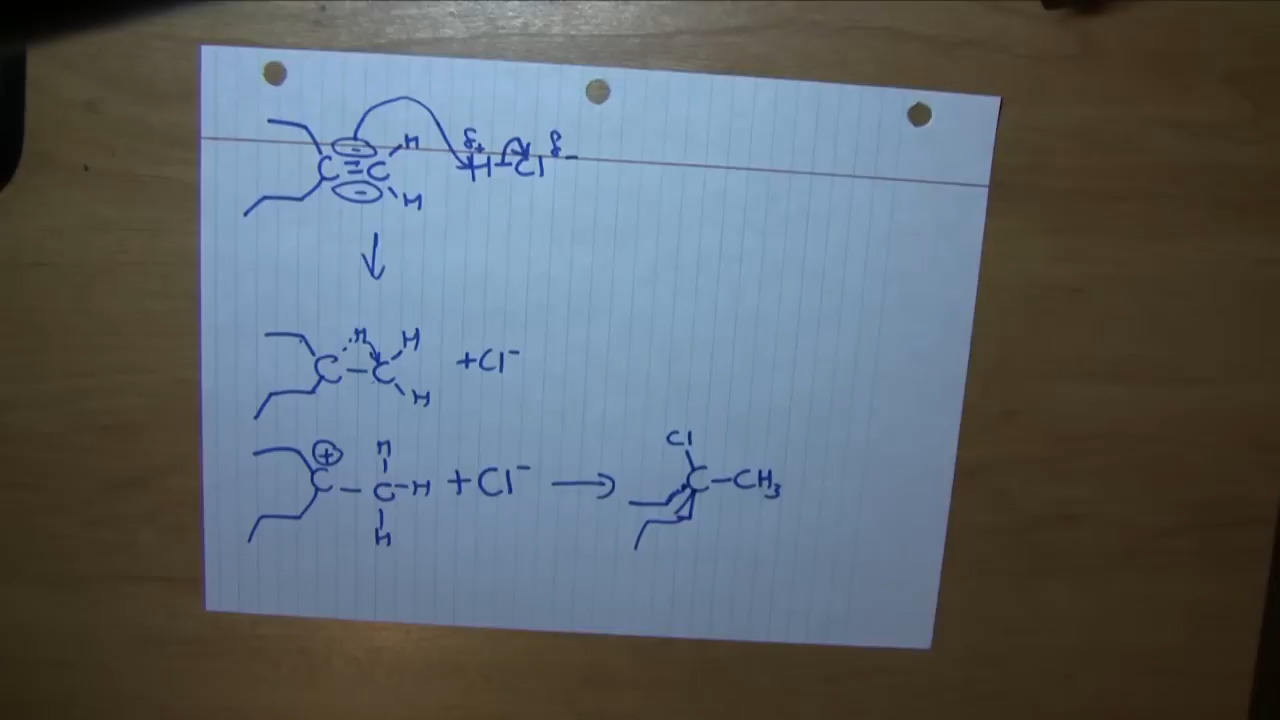 H δ+ δ-
C = C H-Cl
H
H H
C - C + Cl⁻
H
+ H Cl
C - C - H + Cl⁻ → C - CH₃
H